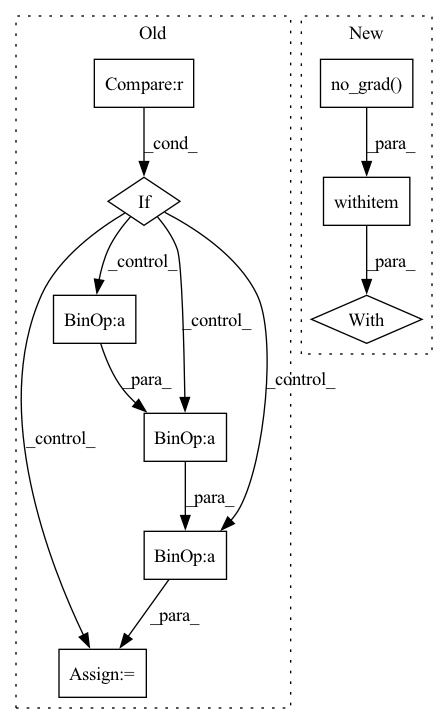 Old
New
Compare:r
no_grad()
_cond_
_para_
If
withitem
_control_
_para_
BinOp:a
_control_
With
_para_
_control_
_control_
BinOp:a
_para_
BinOp:a
_para_
Assign:=